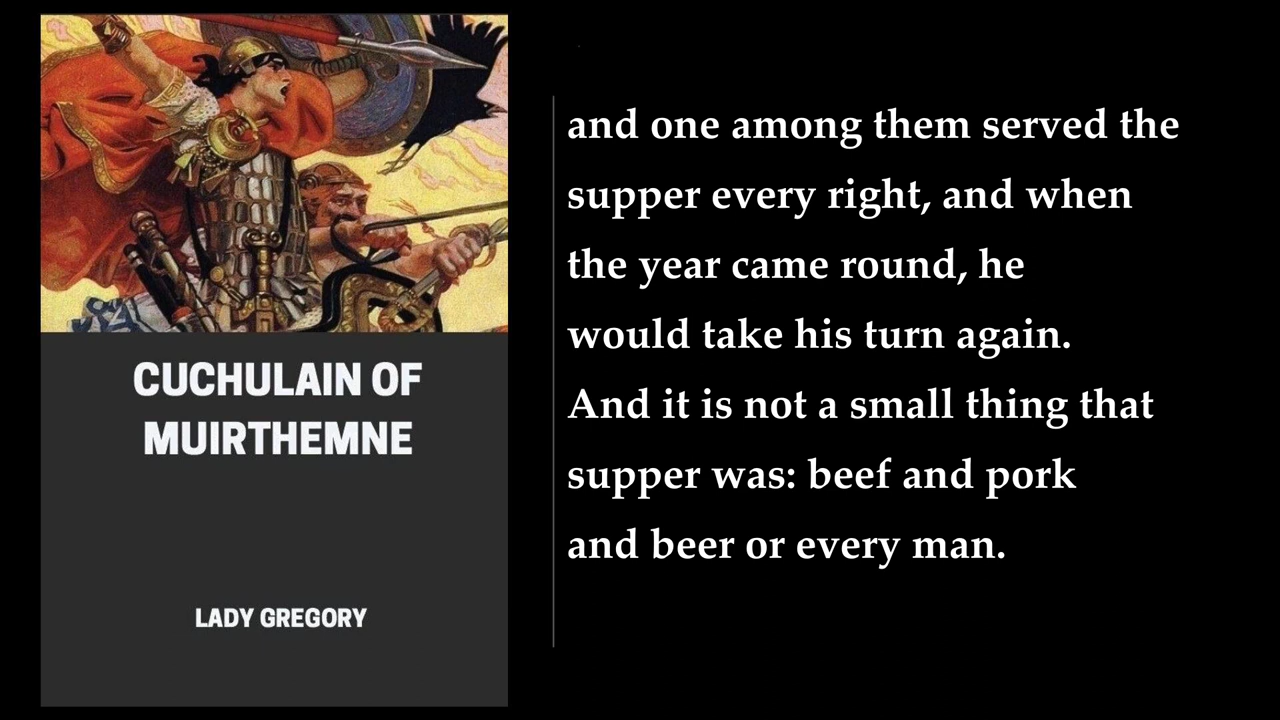 CUCHULAIN OF
MUIRTHEMNE
LADY GREGORY
and one among them served the
supper every right, and when
the year came round, he
would take his turn again.
And it is not a small thing that
supper was: beef and pork
and beer or every man.